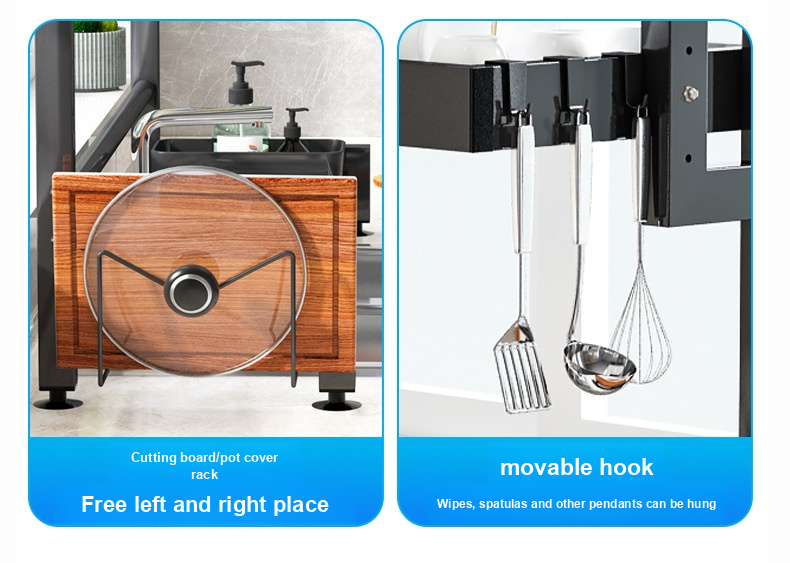 Cutting board/pot cover
rack
Free left and right place
movable hook
Wipes, spatulas and other pendants can be hung